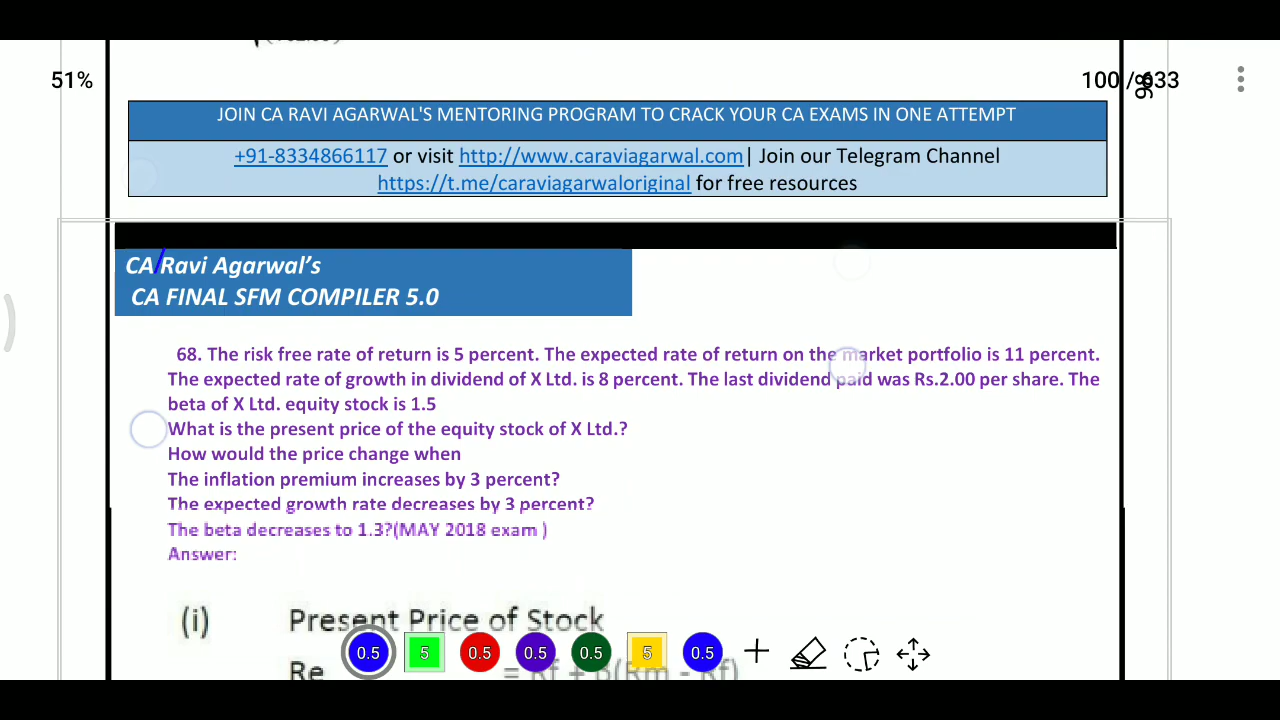 51%
100 / 633
98
JOIN CA RAVI AGARWAL'S MENTORING PROGRAM TO CRACK YOUR CA EXAMS IN ONE ATTEMPT
+91-8334866117 or visit http://www.caraviagarwal.com| Join our Telegram Channel
https://t.me/caraviagarwaloriginal for free resources
CA Ravi Agarwal's
CA FINAL SFM COMPILER 5.0
68. The risk free rate of return is 5 percent. The expected rate of return on the market portfolio is 11 percent.
The expected rate of growth in dividend of X Ltd. is 8 percent. The last dividend paid was Rs.2.00 per share. The
beta of X Ltd. equity stock is 1.5
What is the present price of the equity stock of X Ltd.?
How would the price change when
The inflation premium increases by 3 percent?
The expected growth rate decreases by 3 percent?
The beta decreases to 1.3?(MAY 2018 exam )
Answer:
(i) Present Price of Stock
Re = Rf + B(Rm - Rf)
0.5 5 0.5 0.5 0.5 5 0.5